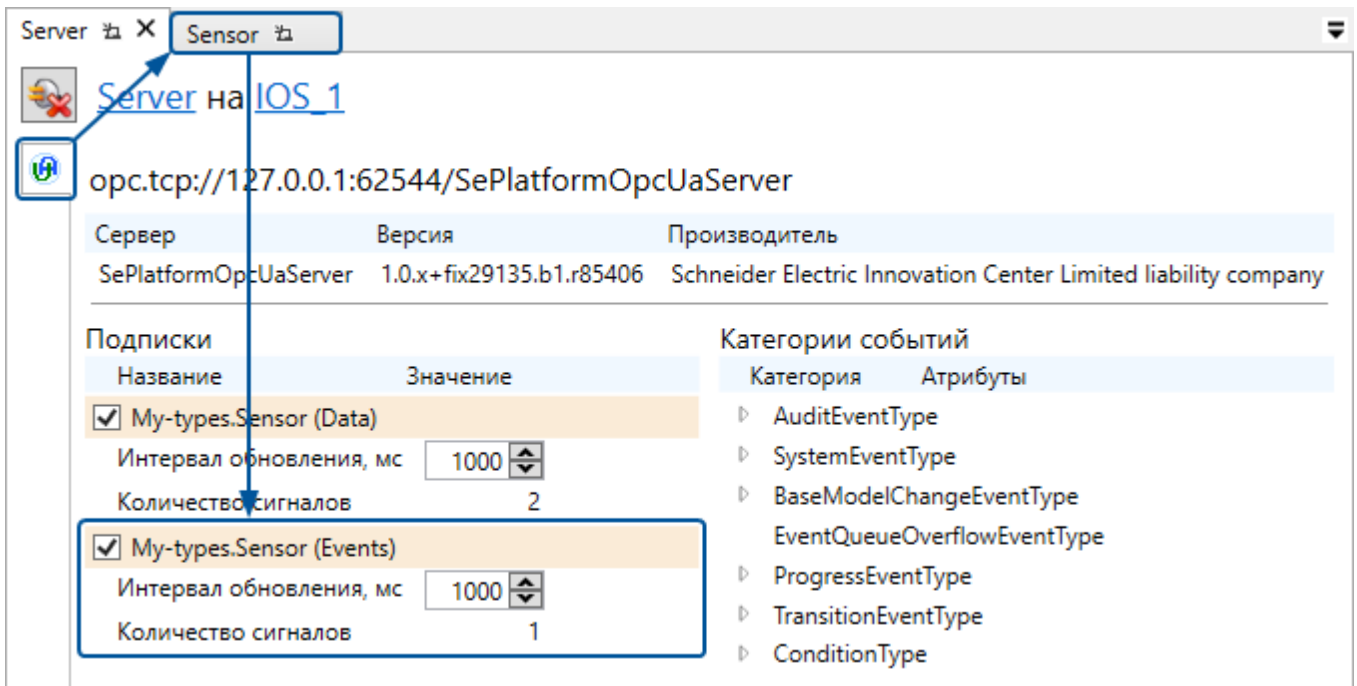 Server Sensor
Server на IOS_1
opc.tcp://127.0.0.1:62544/SePlatformOpcUaServer
Сервер Версия Производитель
SePlatformOpcUaServer 1.0.x+fix29135.b1.r85406 Schneider Electric Innovation Center Limited liability company
Подписки
Название Значение
My-types.Sensor (Data)
Интервал обновления, мс 1000
Количество сигналов 2
My-types.Sensor (Events)
Интервал обновления, мс 1000
Количество сигналов 1
Категории событий
Категория Атрибуты
AuditEventType
SystemEventType
BaseModelChangeEventType
EventQueueOverflowEventType
ProgressEventType
TransitionEventType
ConditionType